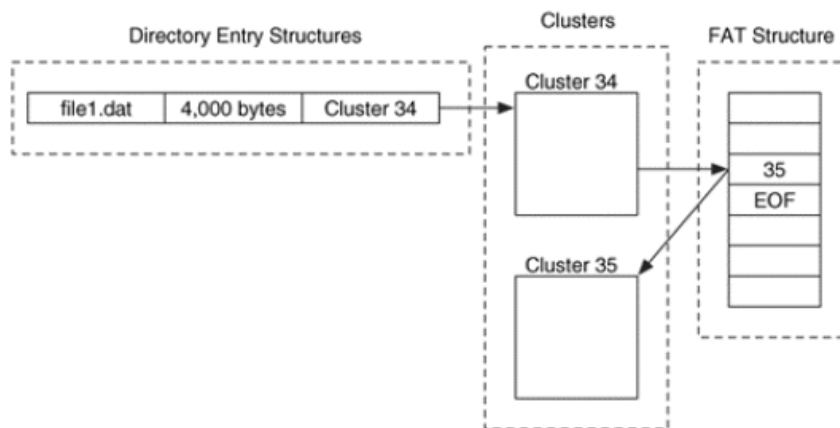 Directory Entry Structures
Clusters
FAT Structure
file1.dat 4,000 bytes Cluster 34
Cluster 34
35
EOF
Cluster 35